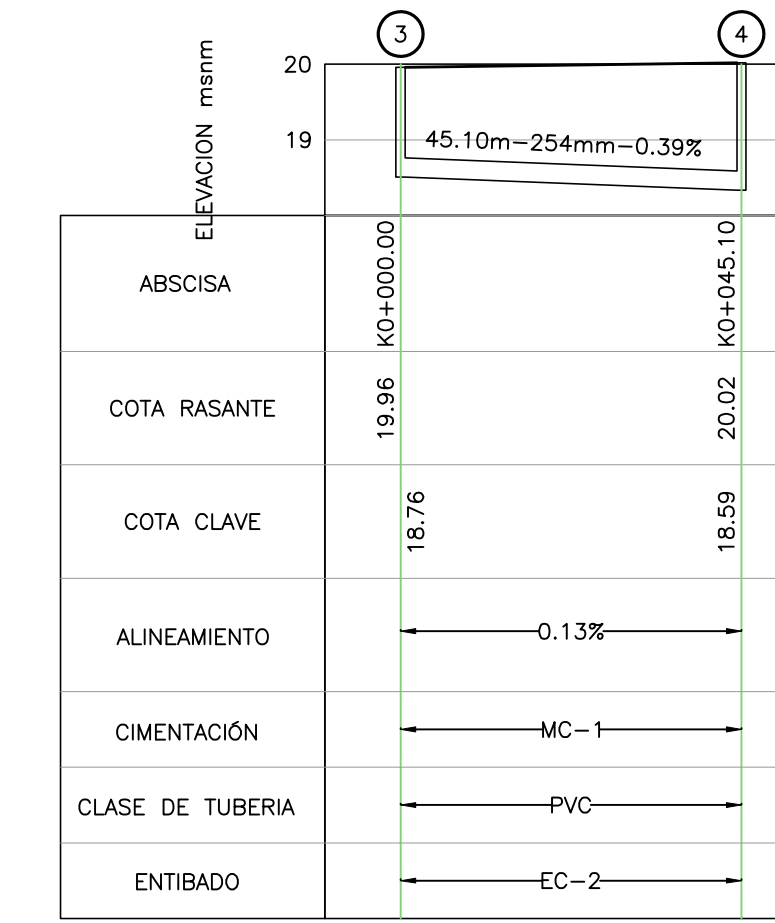 3 4
ELEVACION msnm
20
19
45.10m-254mm-0.39%
ABSCISA K0+000.00 K0+045.10
COTA RASANTE 19.96 20.02
COTA CLAVE 18.76 18.59
ALINEAMIENTO 0.13%
CIMENTACIÓN MC-1
CLASE DE TUBERIA PVC
ENTIBADO EC-2